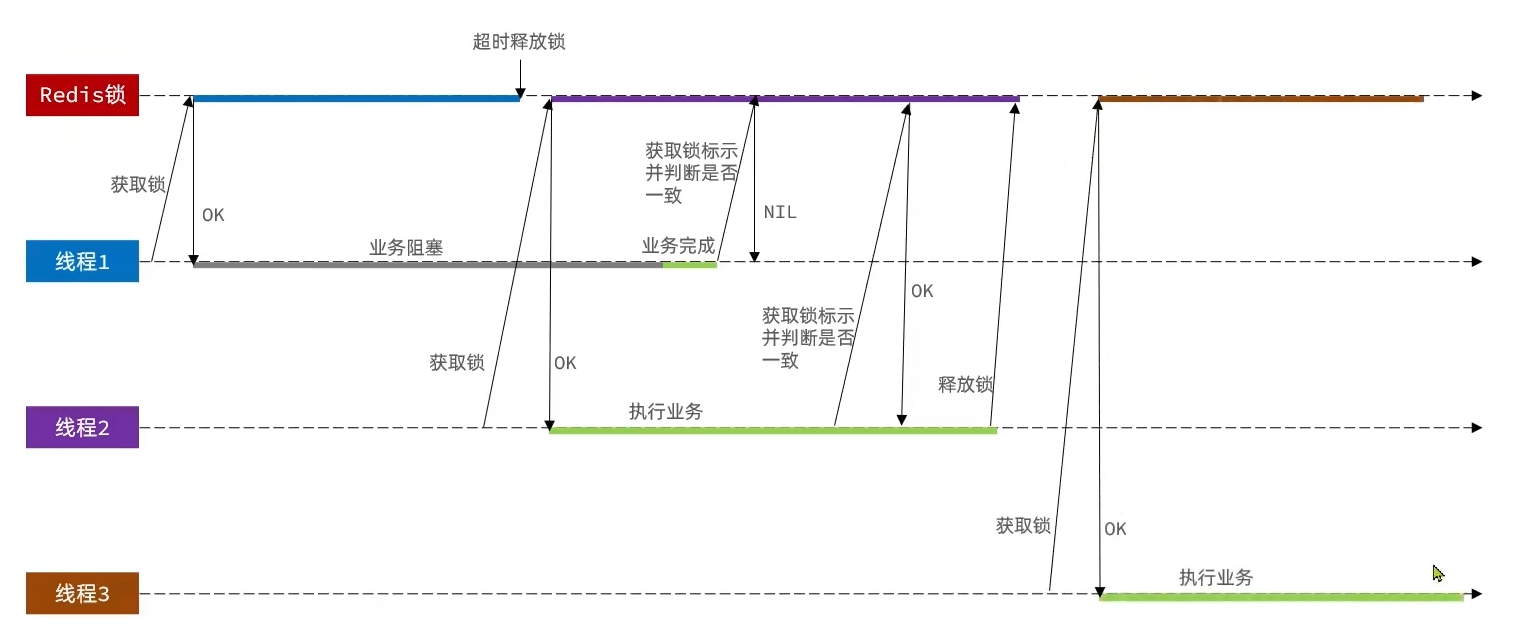 超时释放锁
Redis锁
获取锁标示
并判断是否
一致
获取锁
OK
NIL
业务阻塞
业务完成
线程1
OK
获取锁标示
并判断是否
一致
获取锁
OK
释放锁
执行业务
线程2
获取锁
OK
执行业务
线程3